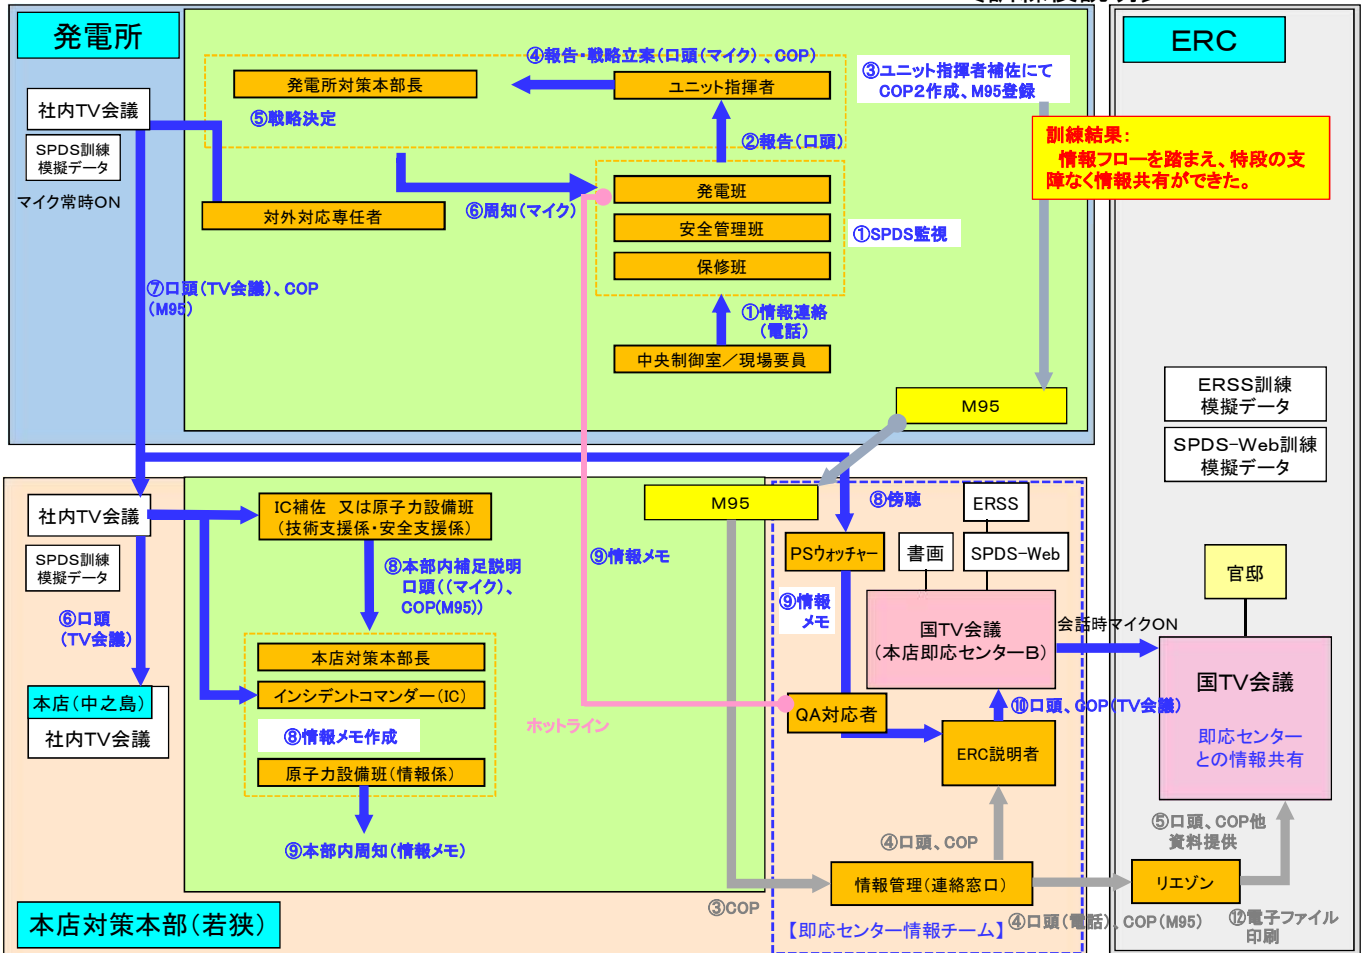 発電所
社内TV会議
SPDS訓練
模擬データ
マイク常時ON
④報告・戦略立案(口頭(マイク)、COP)
発電所対策本部長
ユニット指揮者
③ユニット指揮者補佐にて
COP2作成、M95登録
⑤戦略決定
②報告(口頭)
訓練結果:
情報フローを踏まえ、特段の支
障なく情報共有ができた。
対外対応専任者
⑥周知(マイク)
発電班
安全管理班
保修班
①SPDS監視
⑦口頭(TV会議)、COP
(M95)
①情報連絡
(電話)
中央制御室/現場要員
M95
ERC
ERSS訓練
模擬データ
SPDS-Web訓練
模擬データ
社内TV会議
SPDS訓練
模擬データ
⑥口頭
(TV会議)
本店(中之島)
社内TV会議
IC補佐 又は原子力設備班
(技術支援係・安全支援係)
⑧本部内補足説明
口頭((マイク)、
COP(M95))
本店対策本部長
インシデントコマンダー(IC)
⑧情報メモ作成
原子力設備班(情報係)
⑨本部内周知(情報メモ)
⑨情報メモ
ホットライン
M95
⑧傍聴
ERSS
PSウォッチャー
書画
SPDS-Web
⑨情報
メモ
国TV会議
(本店即応センターB)
会話時マイクON
QA対応者
⑩口頭、COP(TV会議)
ERC説明者
官邸
国TV会議
即応センター
との情報共有
④口頭、COP
⑤口頭、COP他
資料提供
情報管理(連絡窓口)
リエゾン
③COP
④口頭(電話)、COP(M95)
⑫電子ファイル
印刷
【即応センター情報チーム】
本店対策本部(若狭)